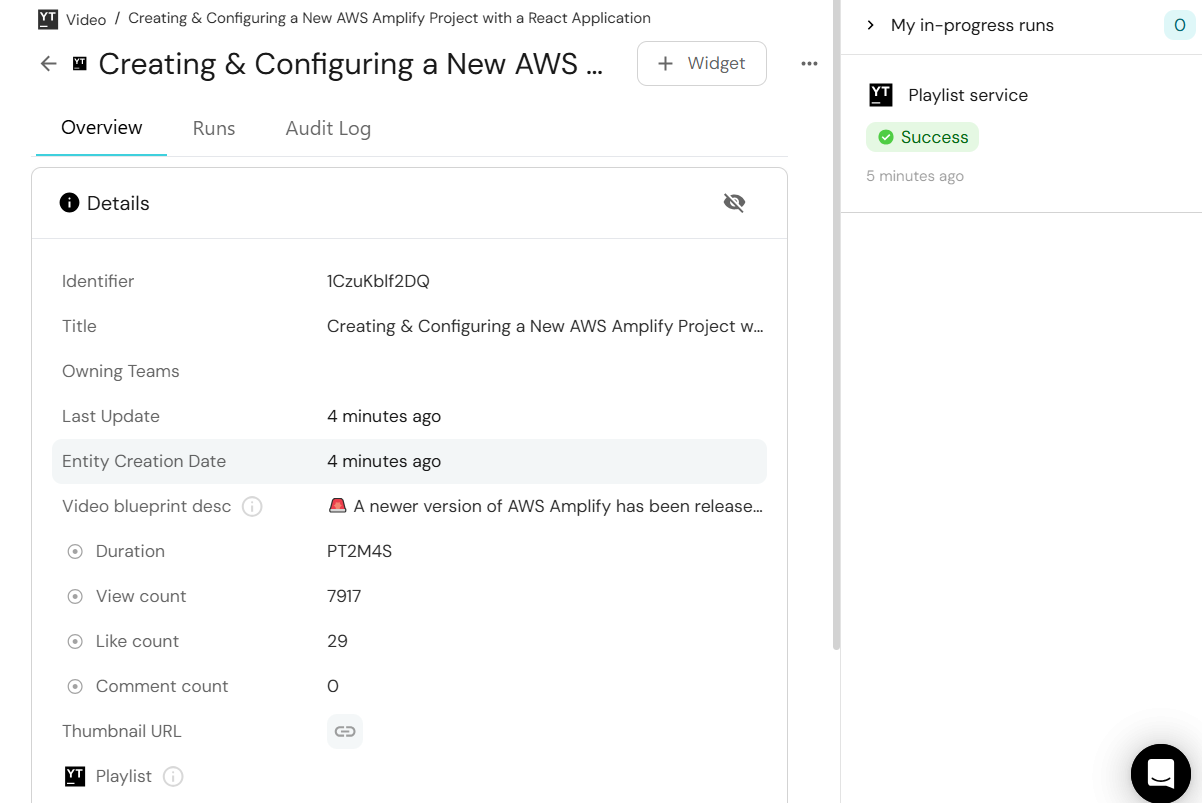 YT Video / Creating & Configuring a New AWS Amplify Project with a React Application
YT Creating & Configuring a New AWS ...
Widget
Overview Runs Audit Log
Details
Identifier 1CzuKbIf2DQ
Title Creating & Configuring a New AWS Amplify Project w...
Owning Teams
Last Update 4 minutes ago
Entity Creation Date 4 minutes ago
Video blueprint desc 🚨 A newer version of AWS Amplify has been release...
Duration PT2M4S
View count 7917
Like count 29
Comment count 0
Thumbnail URL
YT Playlist
My in-progress runs 0
YT Playlist service
Success
5 minutes ago